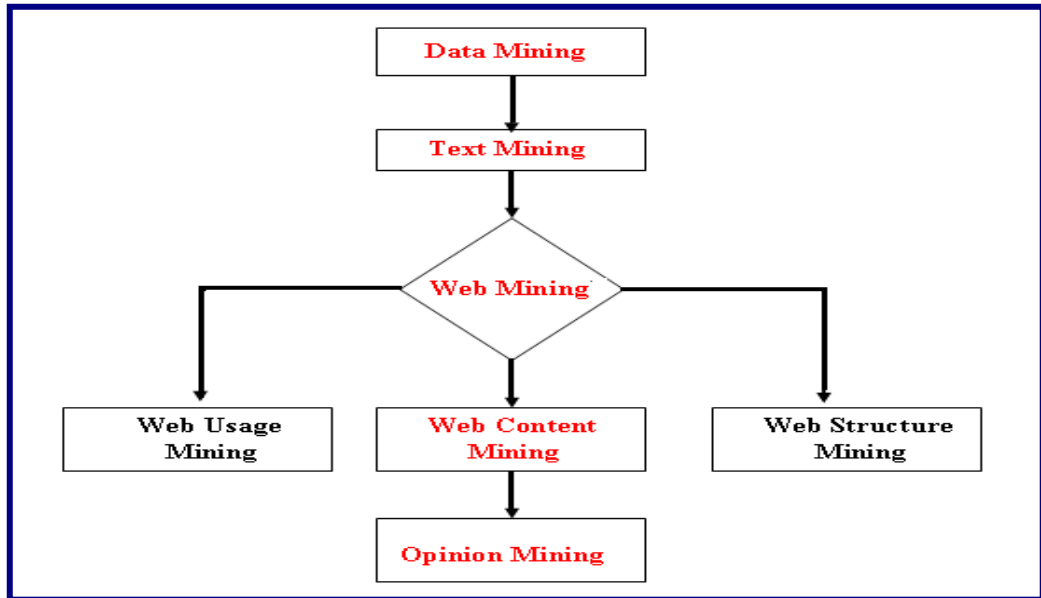 Data Mining
Text Mining
Web Mining
Web Usage
Mining
Web Content
Mining
Web Structure
Mining
Opinion Mining